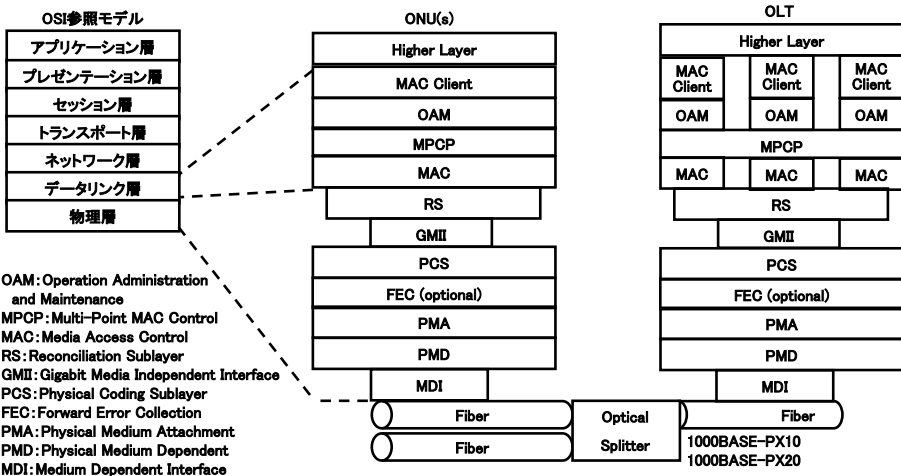 OSI参照モデル
アプリケーション層
プレゼンテーション層
セッション層
トランスポート層
ネットワーク層
データリンク層
物理層
OAM:Operation Administration
and Maintenance
MPCP:Multi-Point MAC Control
MAC:Media Access Control
RS:Reconciliation Sublayer
GMII:Gigabit Media Independent Interface
PCS:Physical Coding Sublayer
FEC:Forward Error Collection
PMA:Physical Medium Attachment
PMD:Physical Medium Dependent
MDI:Medium Dependent Interface
ONU(s)
Higher Layer
MAC Client
OAM
MPCP
MAC
RS
GMII
PCS
FEC (optional)
PMA
PMD
MDI
Fiber
Fiber
Optical
Splitter
OLT
Higher Layer
MAC
Client
MAC
Client
MAC
Client
OAM
OAM
OAM
MPCP
MAC
MAC
MAC
RS
GMII
PCS
FEC (optional)
PMA
PMD
MDI
Fiber
1000BASE-PX10
1000BASE-PX20